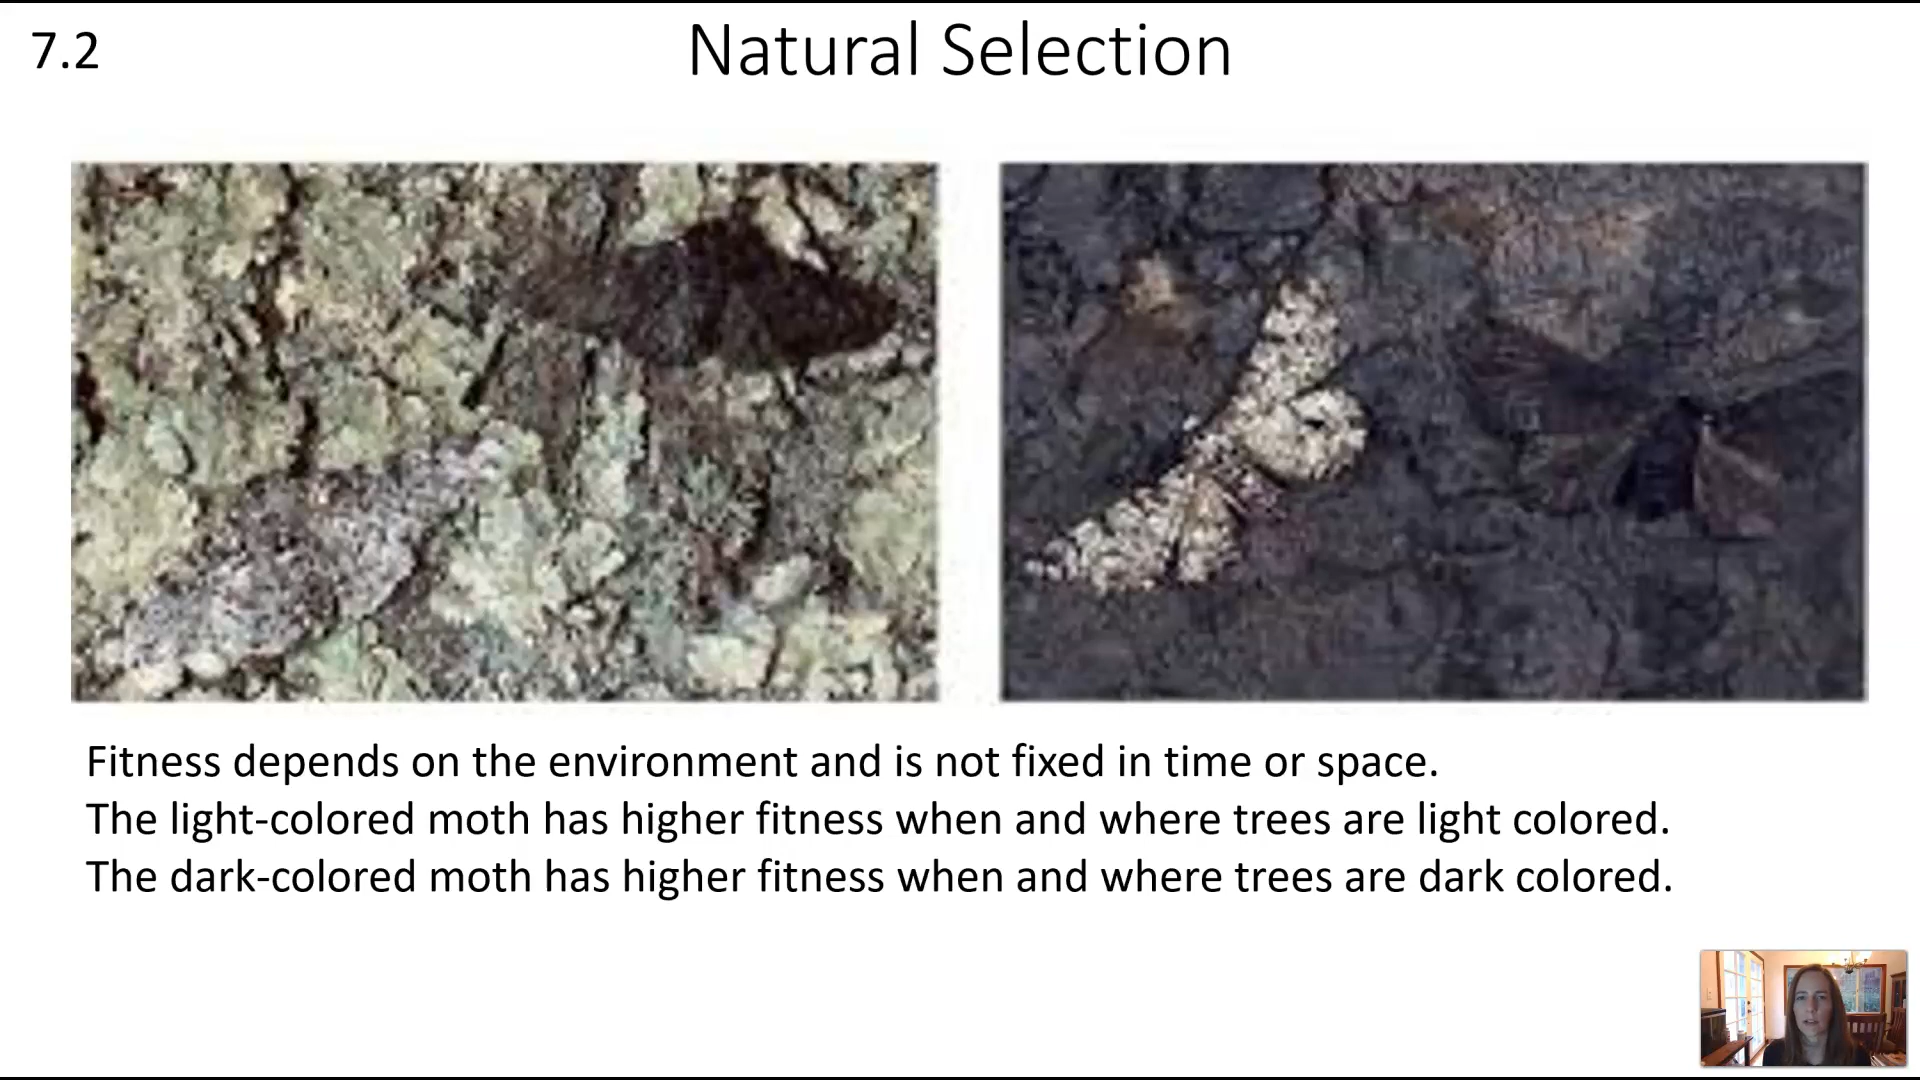 7.2
Natural Selection
Fitness depends on the environment and is not fixed in time or space.
The light-colored moth has higher fitness when and where trees are light colored.
The dark-colored moth has higher fitness when and where trees are dark colored.